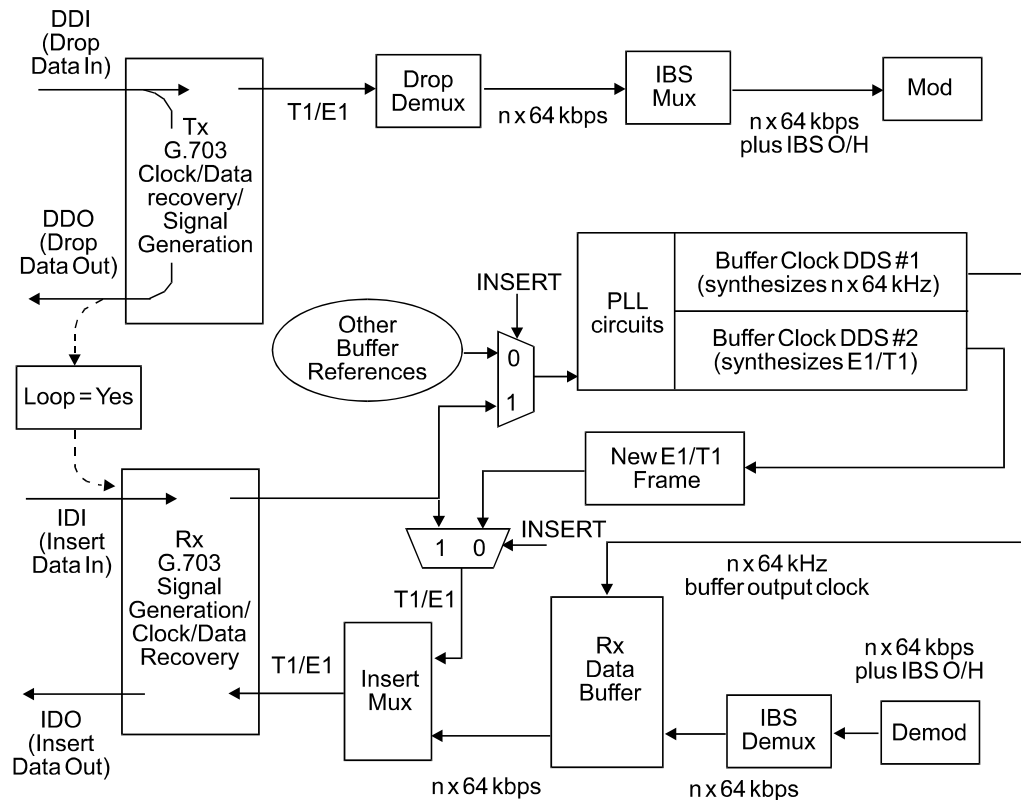 DDI
(Drop
Data In)
Tx
G.703
Clock/Data
recovery/
Signal
Generation
T1/E1
Drop
Demux
n x 64 kbps
IBS
Mux
n x 64 kbps
plus IBS O/H
Mod
DDO
(Drop
Data Out)
Loop = Yes
Other
Buffer
References
INSERT
0
1
PLL
circuits
Buffer Clock DDS #1
(synthesizes n x 64 kHz)
Buffer Clock DDS #2
(synthesizes E1/T1)
New E1/T1
Frame
IDI
(Insert
Data In)
Rx
G.703
Signal
Generation/
Clock/Data
Recovery
1 0
INSERT
T1/E1
n x 64 kHz
buffer output clock
T1/E1
Insert
Mux
Rx
Data
Buffer
n x 64 kbps
plus IBS O/H
IBS
Demux
Demod
IDO
(Insert
Data Out)
n x 64 kbps
n x 64 kbps